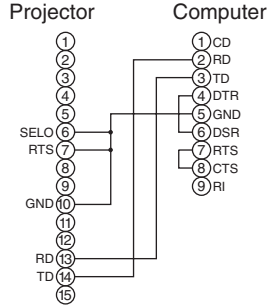 Projector Computer
1
2
3
4
5
SELO 6
RTS 7
8
9
GND 10
11
12
RD 13
TD 14
15
1 CD
2 RD
3 TD
4 DTR
5 GND
6 DSR
7 RTS
8 CTS
9 RI